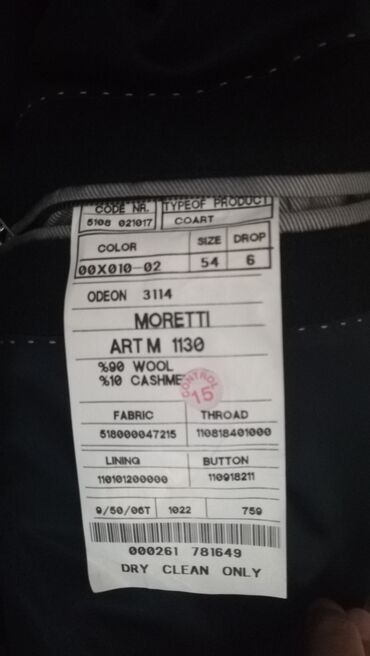 CODE NR. TYPEOF PRODUCT
5108 021017 COART
COLOR SIZE DROP
00X010-02 54 6
ODEON 3114
MORETTI
ART M 1130
%90 WOOL
%10 CASHME
CONTROL
15
FABRIC THROAD
518000047215 110818401000
LINING BUTTON
110101200000 110918211
9/50/06T 1022 759
000261 781649
DRY CLEAN ONLY